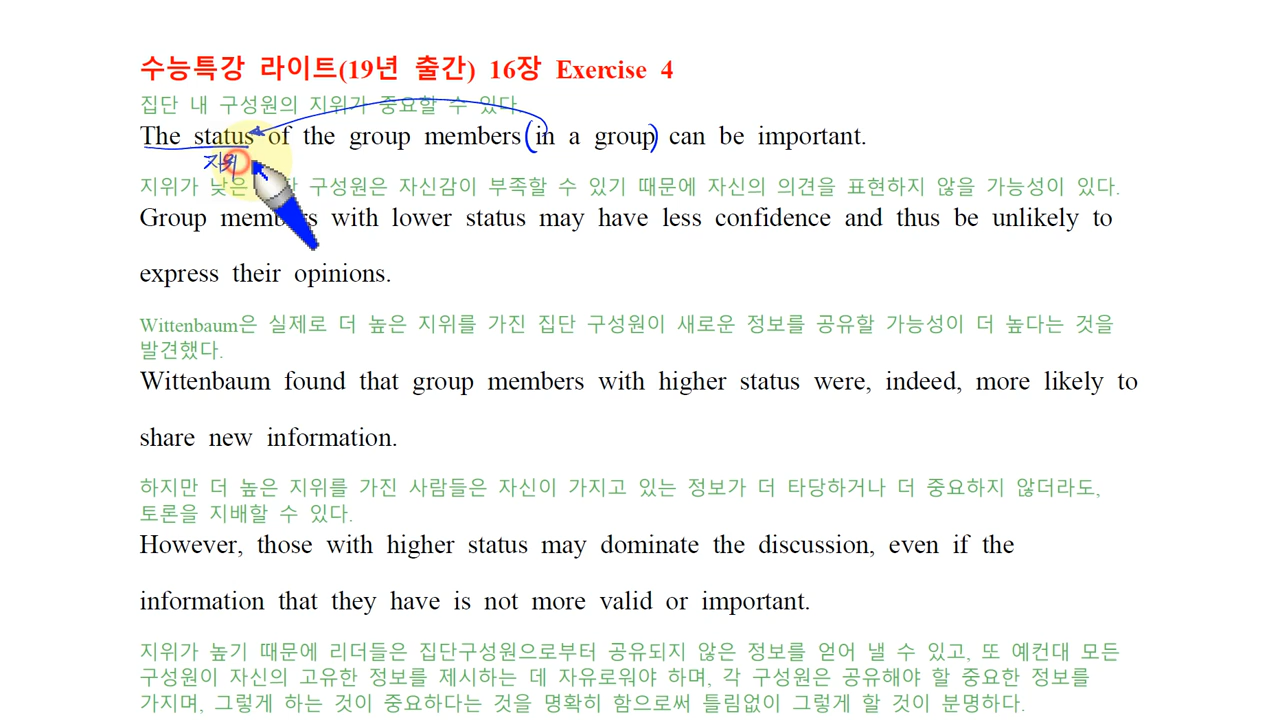 수능특강 라이트(19년 출간) 16장 Exercise 4
집단 내 구성원의 지위가 중요할 수 있다.
The status of the group members (in a group) can be important.
지위
지위가 낮은 구성원은 자신감이 부족할 수 있기 때문에 자신의 의견을 표현하지 않을 가능성이 있다.
Group members with lower status may have less confidence and thus be unlikely to
express their opinions.
Wittenbaum은 실제로 더 높은 지위를 가진 집단 구성원이 새로운 정보를 공유할 가능성이 더 높다는 것을
발견했다.
Wittenbaum found that group members with higher status were, indeed, more likely to
share new information.
하지만 더 높은 지위를 가진 사람들은 자신이 가지고 있는 정보가 더 타당하거나 더 중요하지 않더라도,
토론을 지배할 수 있다.
However, those with higher status may dominate the discussion, even if the
information that they have is not more valid or important.
지위가 높기 때문에 리더들은 집단구성원으로부터 공유되지 않은 정보를 얻어 낼 수 있고, 또 예컨대 모든
구성원이 자신의 고유한 정보를 제시하는 데 자유로워야 하며, 각 구성원은 공유해야 할 중요한 정보를
가지며, 그렇게 하는 것이 중요하다는 것을 명확히 함으로써 틀림없이 그렇게 할 것이 분명하다.